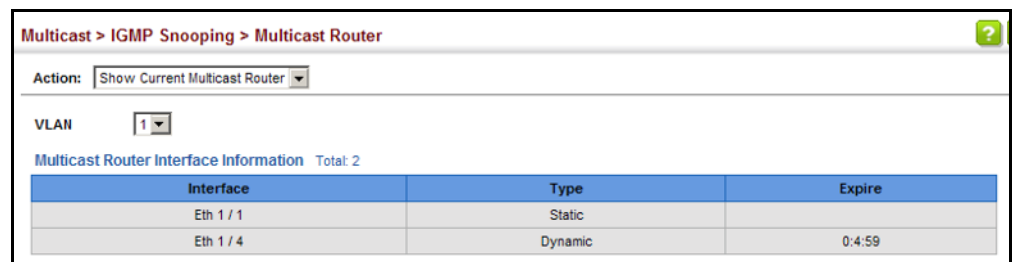 Multicast > IGMP Snooping > Multicast Router ?
Action: Show Current Multicast Router
VLAN 1
Multicast Router Interface Information Total: 2
Interface Type Expire
Eth 1 / 1 Static
Eth 1 / 4 Dynamic 0:4:59